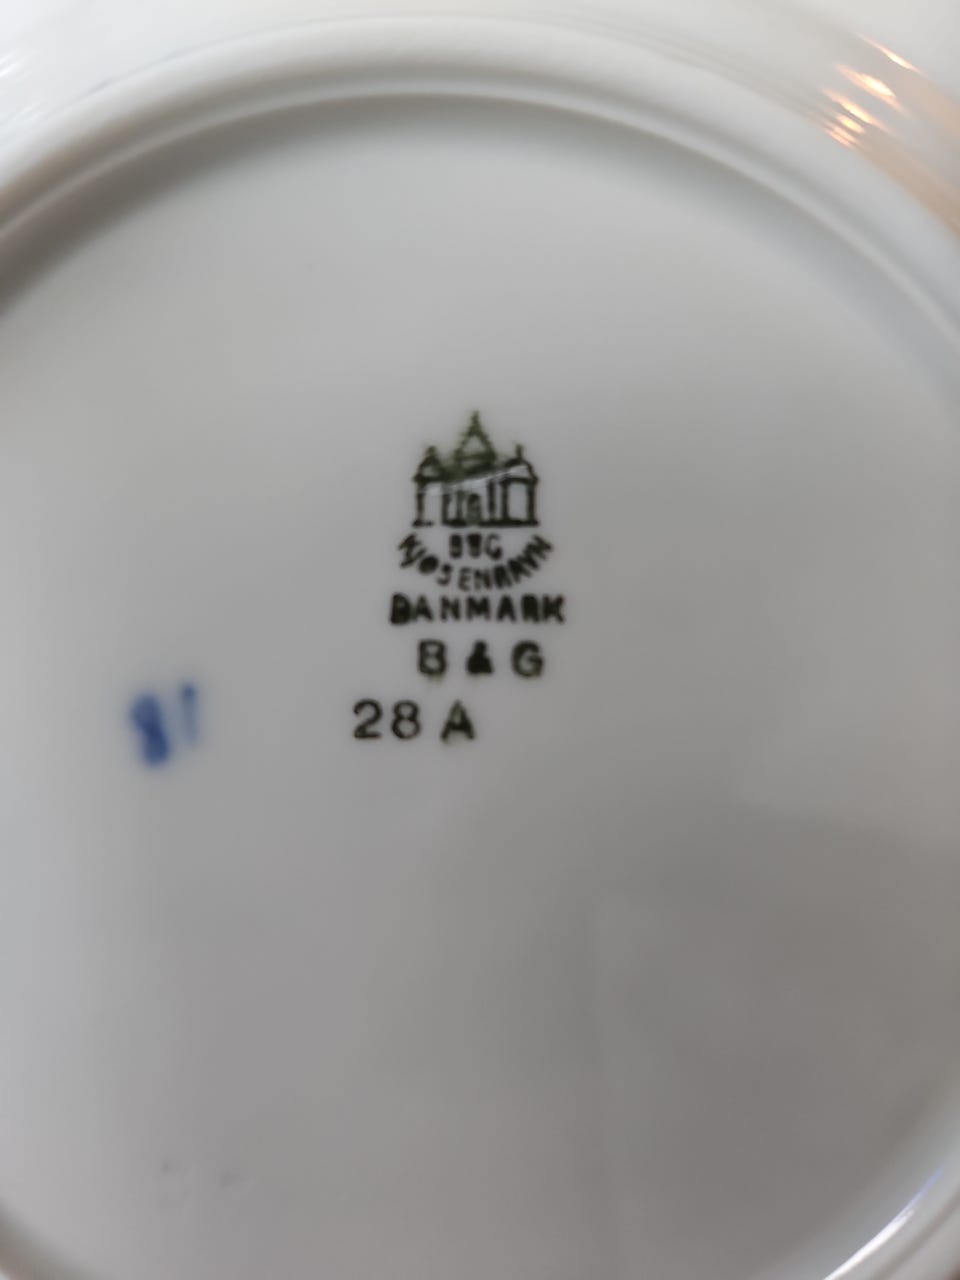 B&G
KJØBENHAVN
DANMARK
B & G
28 A